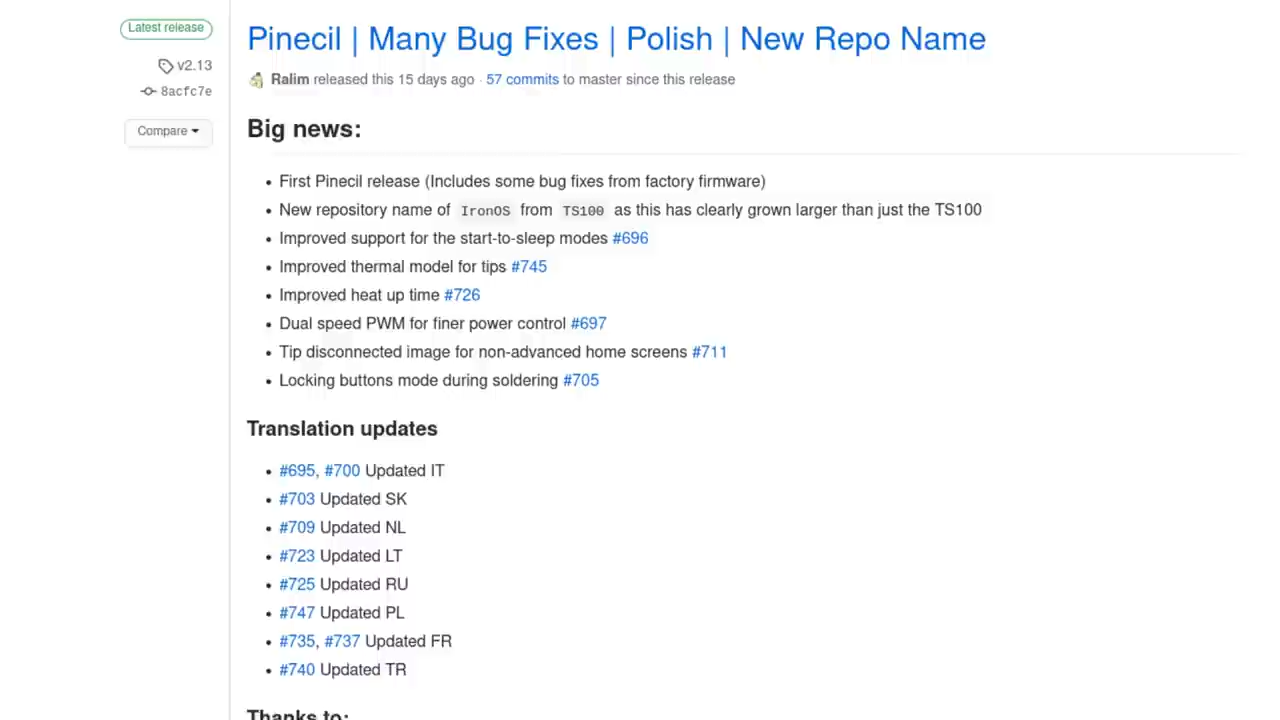 Latest release
v2.13
8acfc7e
Compare
Pinecil | Many Bug Fixes | Polish | New Repo Name
Ralim released this 15 days ago · 57 commits to master since this release
Big news:
• First Pinecil release (Includes some bug fixes from factory firmware)
• New repository name of IronOS from TS100 as this has clearly grown larger than just the TS100
• Improved support for the start-to-sleep modes #696
• Improved thermal model for tips #745
• Improved heat up time #726
• Dual speed PWM for finer power control #697
• Tip disconnected image for non-advanced home screens #711
• Locking buttons mode during soldering #705
Translation updates
• #695, #700 Updated IT
• #703 Updated SK
• #709 Updated NL
• #723 Updated LT
• #725 Updated RU
• #747 Updated PL
• #735, #737 Updated FR
• #740 Updated TR
Thanks to: